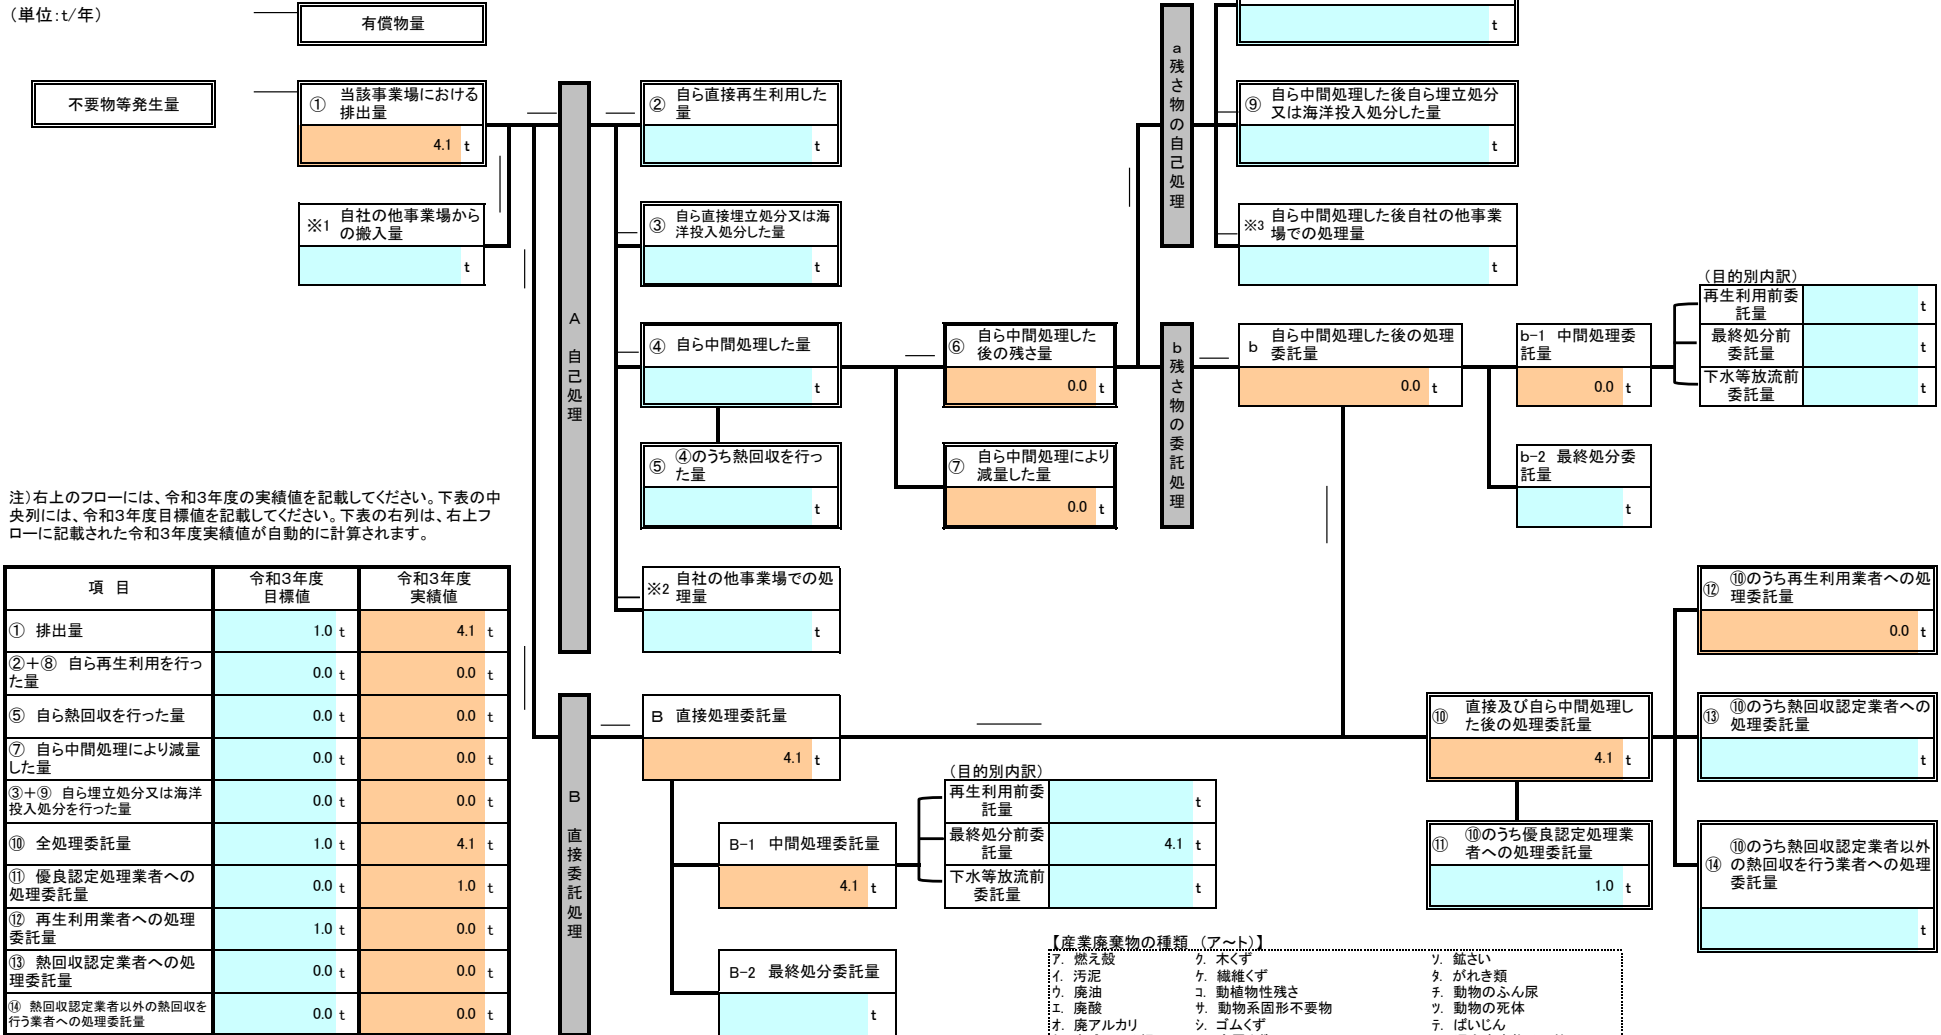 (単位:t/年)
有償物量
t
不要物等発生量
① 当該事業場における
排出量
4.1 t
② 自ら直接再生利用した
量
t
a
残さ物の自己処理
⑨ 自ら中間処理した後自ら埋立処分
又は海洋投入処分した量
t
※1 自社の他事業場から
の搬入量
t
③ 自ら直接埋立処分又は海
洋投入処分した量
t
※3 自ら中間処理した後自社の他事業
場での処理量
t
A
自己処理
④ 自ら中間処理した量
t
⑥ 自ら中間処理した
後の残さ量
0.0 t
b
残さ物の委託処理
b 自ら中間処理した後の処理
委託量
0.0 t
b-1 中間処理委
託量
0.0 t
(目的別内訳)
再生利用前委
託量
t
最終処分前
委託量
t
下水等放流前
委託量
t
⑤ ④のうち熱回収を行っ
た量
t
⑦ 自ら中間処理により
減量した量
0.0 t
b-2 最終処分委
託量
t
注)右上のフローには、令和3年度の実績値を記載してください。下表の中
央列には、令和3年度目標値を記載してください。下表の右列は、右上フ
ローに記載された令和3年度実績値が自動的に計算されます。
※2 自社の他事業場での処
理量
t
項 目
令和3年度
目標値
令和3年度
実績値
① 排出量
1.0 t
4.1 t
②+⑧ 自ら再生利用を行っ
た量
0.0 t
0.0 t
⑤ 自ら熱回収を行った量
0.0 t
0.0 t
⑦ 自ら中間処理により減量
した量
0.0 t
0.0 t
③+⑨ 自ら埋立処分又は海洋
投入処分を行った量
0.0 t
0.0 t
⑩ 全処理委託量
1.0 t
4.1 t
⑪ 優良認定処理業者への
処理委託量
0.0 t
1.0 t
⑫ 再生利用業者への処理
委託量
1.0 t
0.0 t
⑬ 熱回収認定業者への処
理委託量
0.0 t
0.0 t
⑭ 熱回収認定業者以外の熱回収を
行う業者への処理委託量
0.0 t
0.0 t
B
直接委託処理
B 直接処理委託量
4.1 t
B-1 中間処理委託量
4.1 t
(目的別内訳)
再生利用前委
託量
t
最終処分前委
託量
4.1 t
下水等放流前
委託量
t
B-2 最終処分委託量
t
⑩ 直接及び自ら中間処理し
た後の処理委託量
4.1 t
⑪ ⑩のうち優良認定処理業
者への処理委託量
1.0 t
⑫ ⑩のうち再生利用業者への処
理委託量
0.0 t
⑬ ⑩のうち熱回収認定業者への
処理委託量
t
⑭ ⑩のうち熱回収認定業者以外
の熱回収を行う業者への処理
委託量
t
【産業廃棄物の種類 (ア~ト)】
ア. 燃え殻
イ. 汚泥
ウ. 廃油
エ. 廃酸
オ. 廃アルカリ
ク. 木くず
ケ. 繊維くず
コ. 動植物性残さ
サ. 動物系固形不要物
シ. ゴムくず
ソ. 鉱さい
タ. がれき類
チ. 動物のふん尿
ツ. 動物の死体
テ. ばいじん